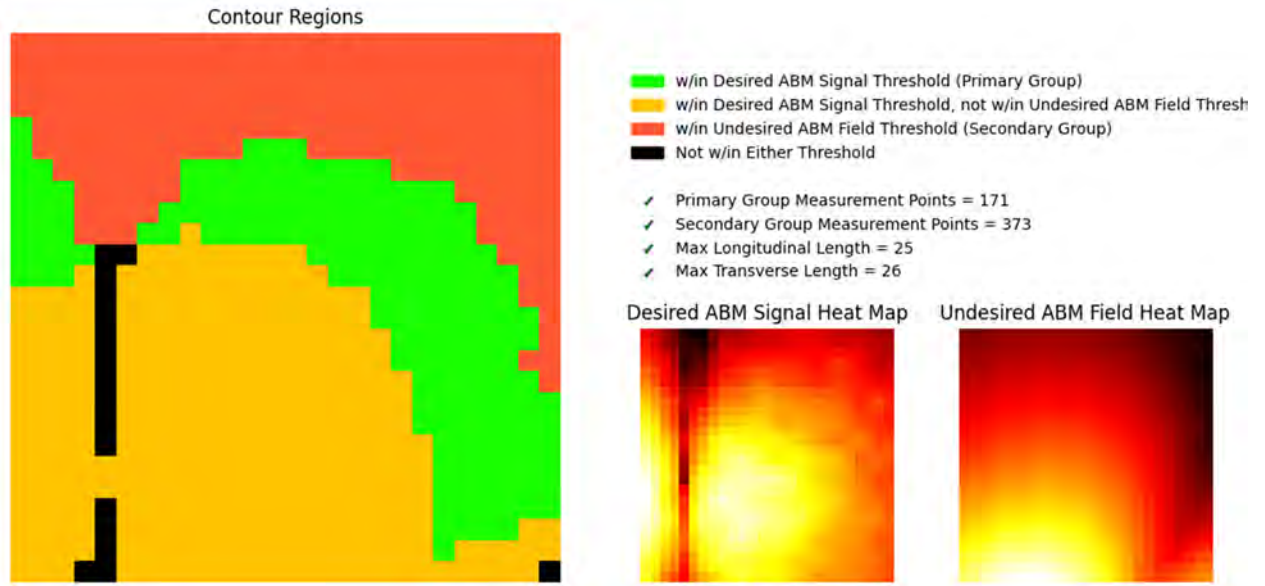 Contour Regions
w/in Desired ABM Signal Threshold (Primary Group)
w/in Desired ABM Signal Threshold, not w/in Undesired ABM Field Thresh
w/in Undesired ABM Field Threshold (Secondary Group)
Not w/in Either Threshold
✓ Primary Group Measurement Points = 171
✓ Secondary Group Measurement Points = 373
✓ Max Longitudinal Length = 25
✓ Max Transverse Length = 26
Desired ABM Signal Heat Map
Undesired ABM Field Heat Map